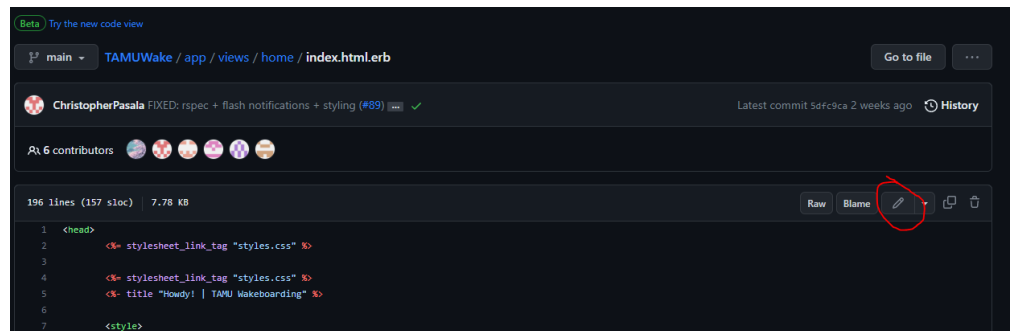 Beta Try the new code view
main TAMUWake / app / views / home / index.html.erb Go to file ...
ChristopherPasala FIXED: rspec + flash notifications + styling (#89) ... Latest commit 5dfc9ca 2 weeks ago History
6 contributors
196 lines (157 sloc) 7.78 KB Raw Blame
1 <head>
2 <%= stylesheet_link_tag "styles.css" %>
3
4 <%= stylesheet_link_tag "styles.css" %>
5 <%- title "Howdy! | TAMU Wakeboarding" %>
6
7 <style>